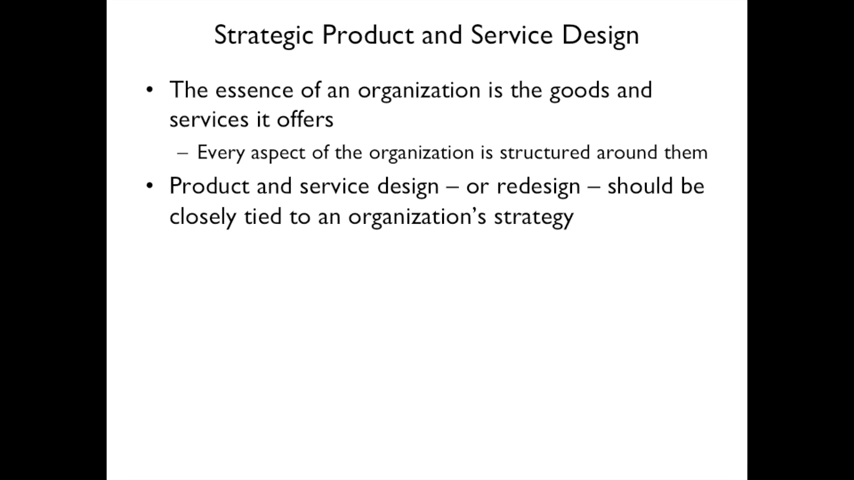 Strategic Product and Service Design
• The essence of an organization is the goods and
services it offers
– Every aspect of the organization is structured around them
• Product and service design – or redesign – should be
closely tied to an organization’s strategy